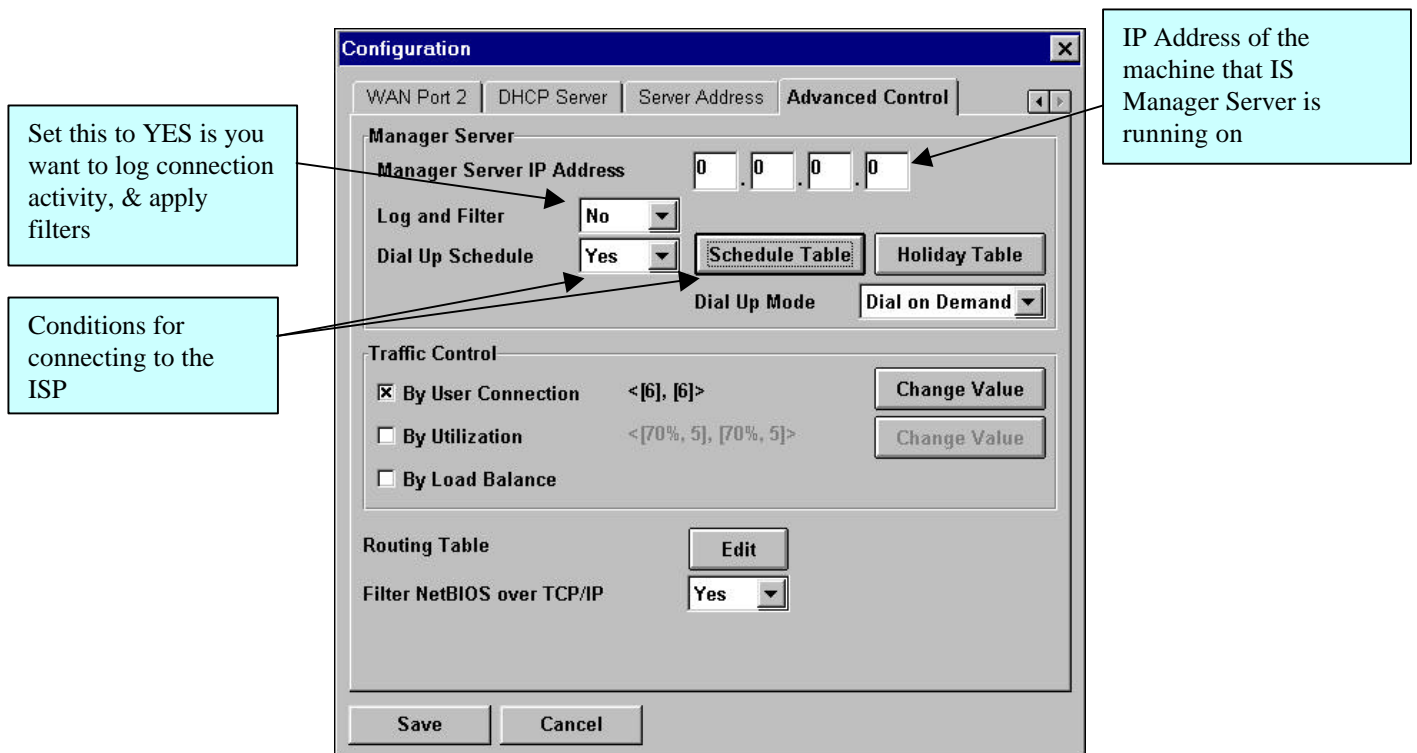 Configuration
WAN Port 2 DHCP Server Server Address Advanced Control
Manager Server
Manager Server IP Address 0 . 0 . 0 . 0
Log and Filter No
Dial Up Schedule Yes Schedule Table Holiday Table
Dial Up Mode Dial on Demand
Traffic Control
By User Connection <[6], [6]> Change Value
By Utilization <[70%, 5], [70%, 5]> Change Value
By Load Balance
Routing Table Edit
Filter NetBIOS over TCP/IP Yes
Save Cancel
Set this to YES is you
want to log connection
activity, & apply
filters
Conditions for
connecting to the
ISP
IP Address of the
machine that IS
Manager Server is
running on